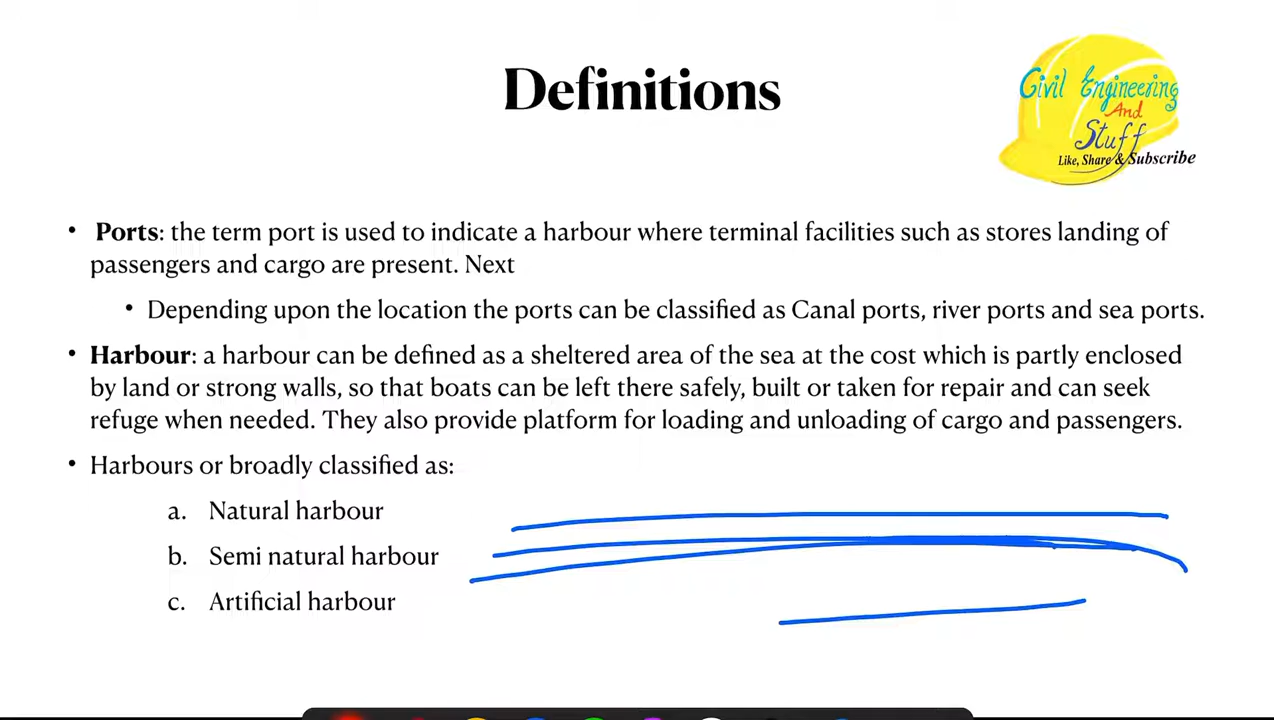 Definitions
Civil Engineering
And
Stuff
Like, Share & Subscribe
• Ports: the term port is used to indicate a harbour where terminal facilities such as stores landing of
passengers and cargo are present. Next
• Depending upon the location the ports can be classified as Canal ports, river ports and sea ports.
• Harbour: a harbour can be defined as a sheltered area of the sea at the cost which is partly enclosed
by land or strong walls, so that boats can be left there safely, built or taken for repair and can seek
refuge when needed. They also provide platform for loading and unloading of cargo and passengers.
• Harbours or broadly classified as:
a. Natural harbour
b. Semi natural harbour
c. Artificial harbour